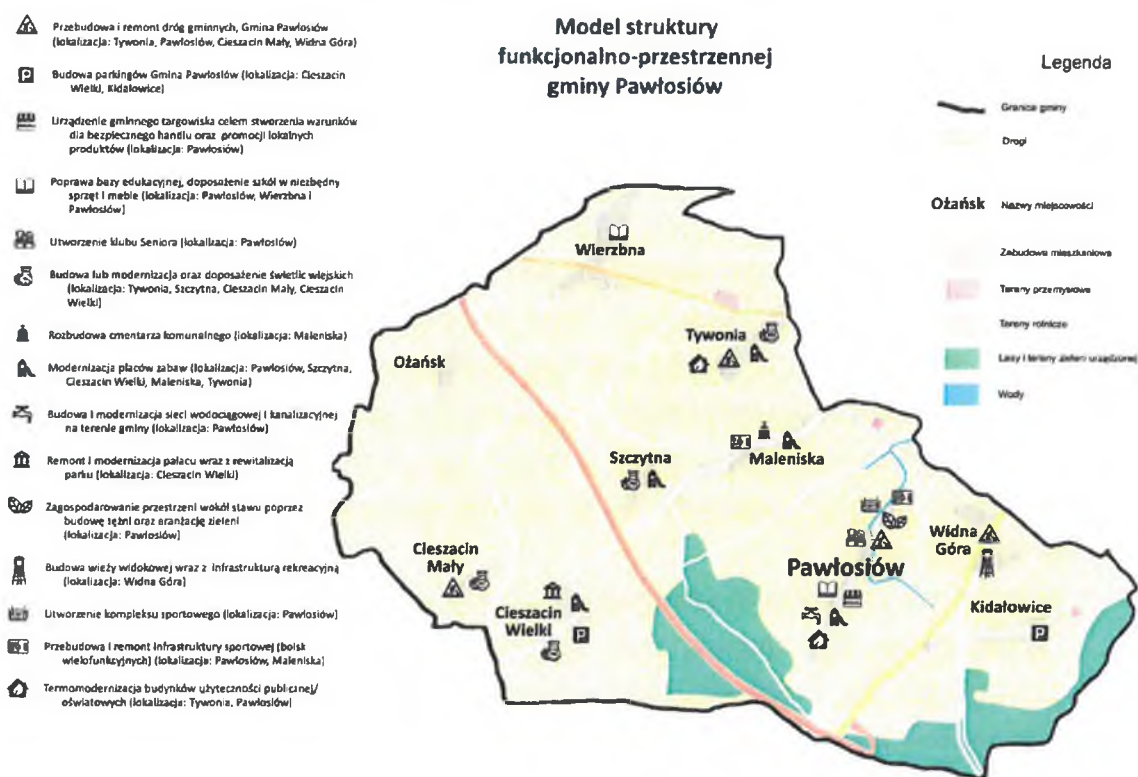 Model struktury
funkcjonalno-przestrzennej
gminy Pawłosiów
Przebudowa i remont dróg gminnych, Gmina Pawłosiów
(lokalizacja: Tywonia, Pawłosiów, Cieszacin Mały, Widna Góra)
Budowa parkingów Gmina Pawłosiów (lokalizacja: Cieszacin
Wielki, Kidałowice)
Urządzenie gminnego targowiska celem stworzenia warunków
dla bezpiecznego handlu oraz promocji lokalnych
produktów (lokalizacja: Pawłosiów)
Poprawa bazy edukacyjnej, doposażenie szkół w niezbędny
sprzęt i meble (lokalizacja: Pawłosiów, Wierzbna i
Pawłosiów)
Utworzenie klubu Seniora (lokalizacja: Pawłosiów)
Budowa lub modernizacja oraz doposażenie świetlic wiejskich
(lokalizacja: Tywonia, Szczytna, Cieszacin Mały, Cieszacin
Wielki)
Rozbudowa cmentarza komunalnego (lokalizacja: Maleniska)
Modernizacja placów zabaw (lokalizacja: Pawłosiów, Szczytna,
Cieszacin Wielki, Maleniska, Tywonia)
Budowa i modernizacja sieci wodociągowej i kanalizacyjnej
na terenie gminy (lokalizacja: Pawłosiów)
Remont i modernizacja pałacu wraz z rewitalizacją
parku (lokalizacja: Cieszacin Wielki)
Zagospodarowanie przestrzeni wokół stawu poprzez
budowę tężni oraz aranżację zieleni
(lokalizacja: Pawłosiów)
Budowa wieży widokowej wraz z infrastrukturą rekreacyjną
(lokalizacja: Widna Góra)
Utworzenie kompleksu sportowego (lokalizacja: Pawłosiów)
Przebudowa i remont infrastruktury sportowej (boisk
wielofunkcyjnych) (lokalizacja: Pawłosiów, Maleniska)
Termomodernizacja budynków użyteczności publicznej/
oświatowych (lokalizacja: Tywonia, Pawłosiów)
Legenda
Granice gminy
Drogi
Ożańsk Nazwy miejscowości
Zabudowa mieszkaniowa
Tereny przemysłowe
Tereny rolnicze
Lasy i tereny zieleni urządzonej
Wody
Wierzbna
Tywonia
Ożańsk
Szczytna
Maleniska
Widna
Góra
Pawłosiów
Cieszacin
Mały
Cieszacin
Wielki
Kidałowice
P
P
P